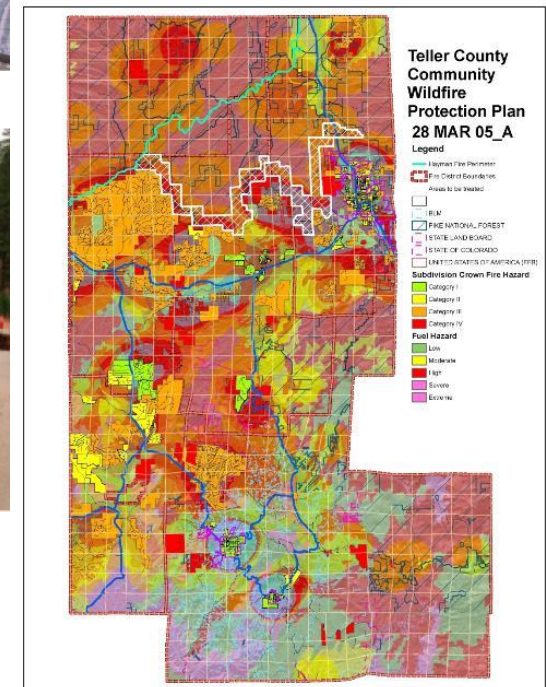 Teller County
Community
Wildfire
Protection Plan
28 MAR 05_A
Legend
Hayman Fire Perimeter
Fire District Boundaries
Areas to be treated
BLM
PIKE NATIONAL FOREST
STATE LAND BOARD
STATE OF COLORADO
UNITED STATES OF AMERICA
Subdivision Crown Fire Hazard
Category I
Category II
Category III
Category IV
Fuel Hazard
Low
Moderate
High
Severe
Extreme